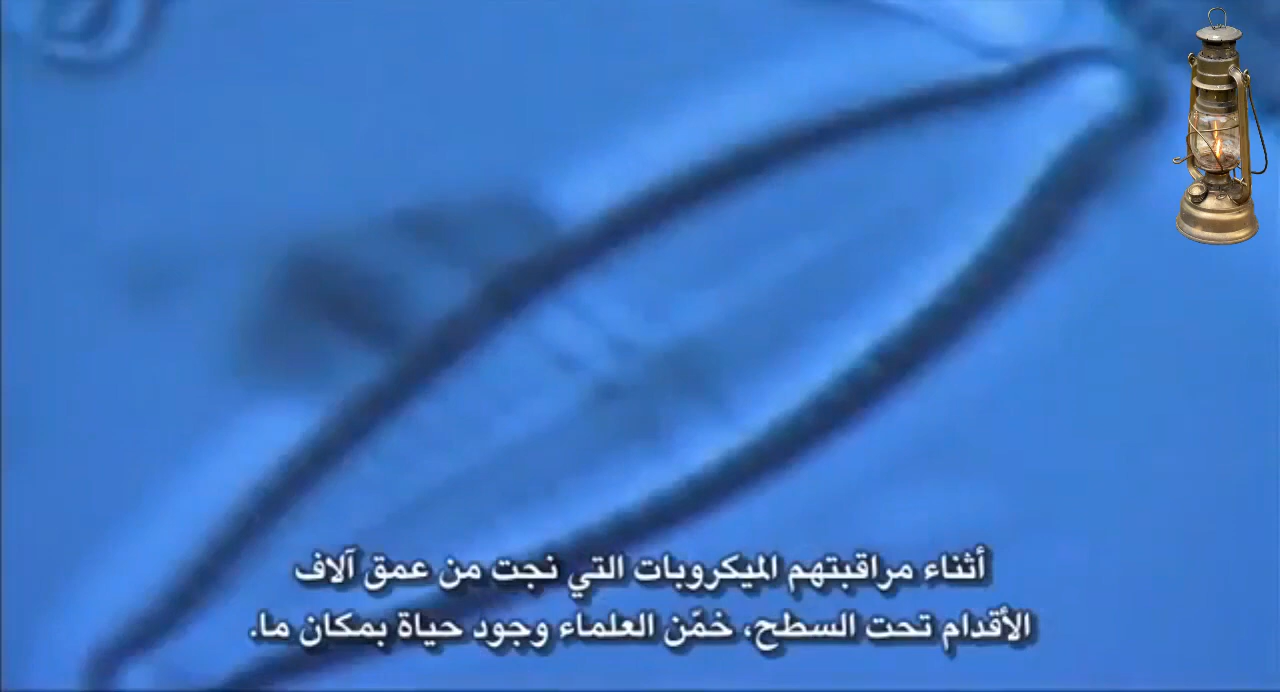 أثناء مراقبتهم الميكروبات التي نجت من عمق آلاف
الأقدام تحت السطح، خمّن العلماء وجود حياة بمكان ما.